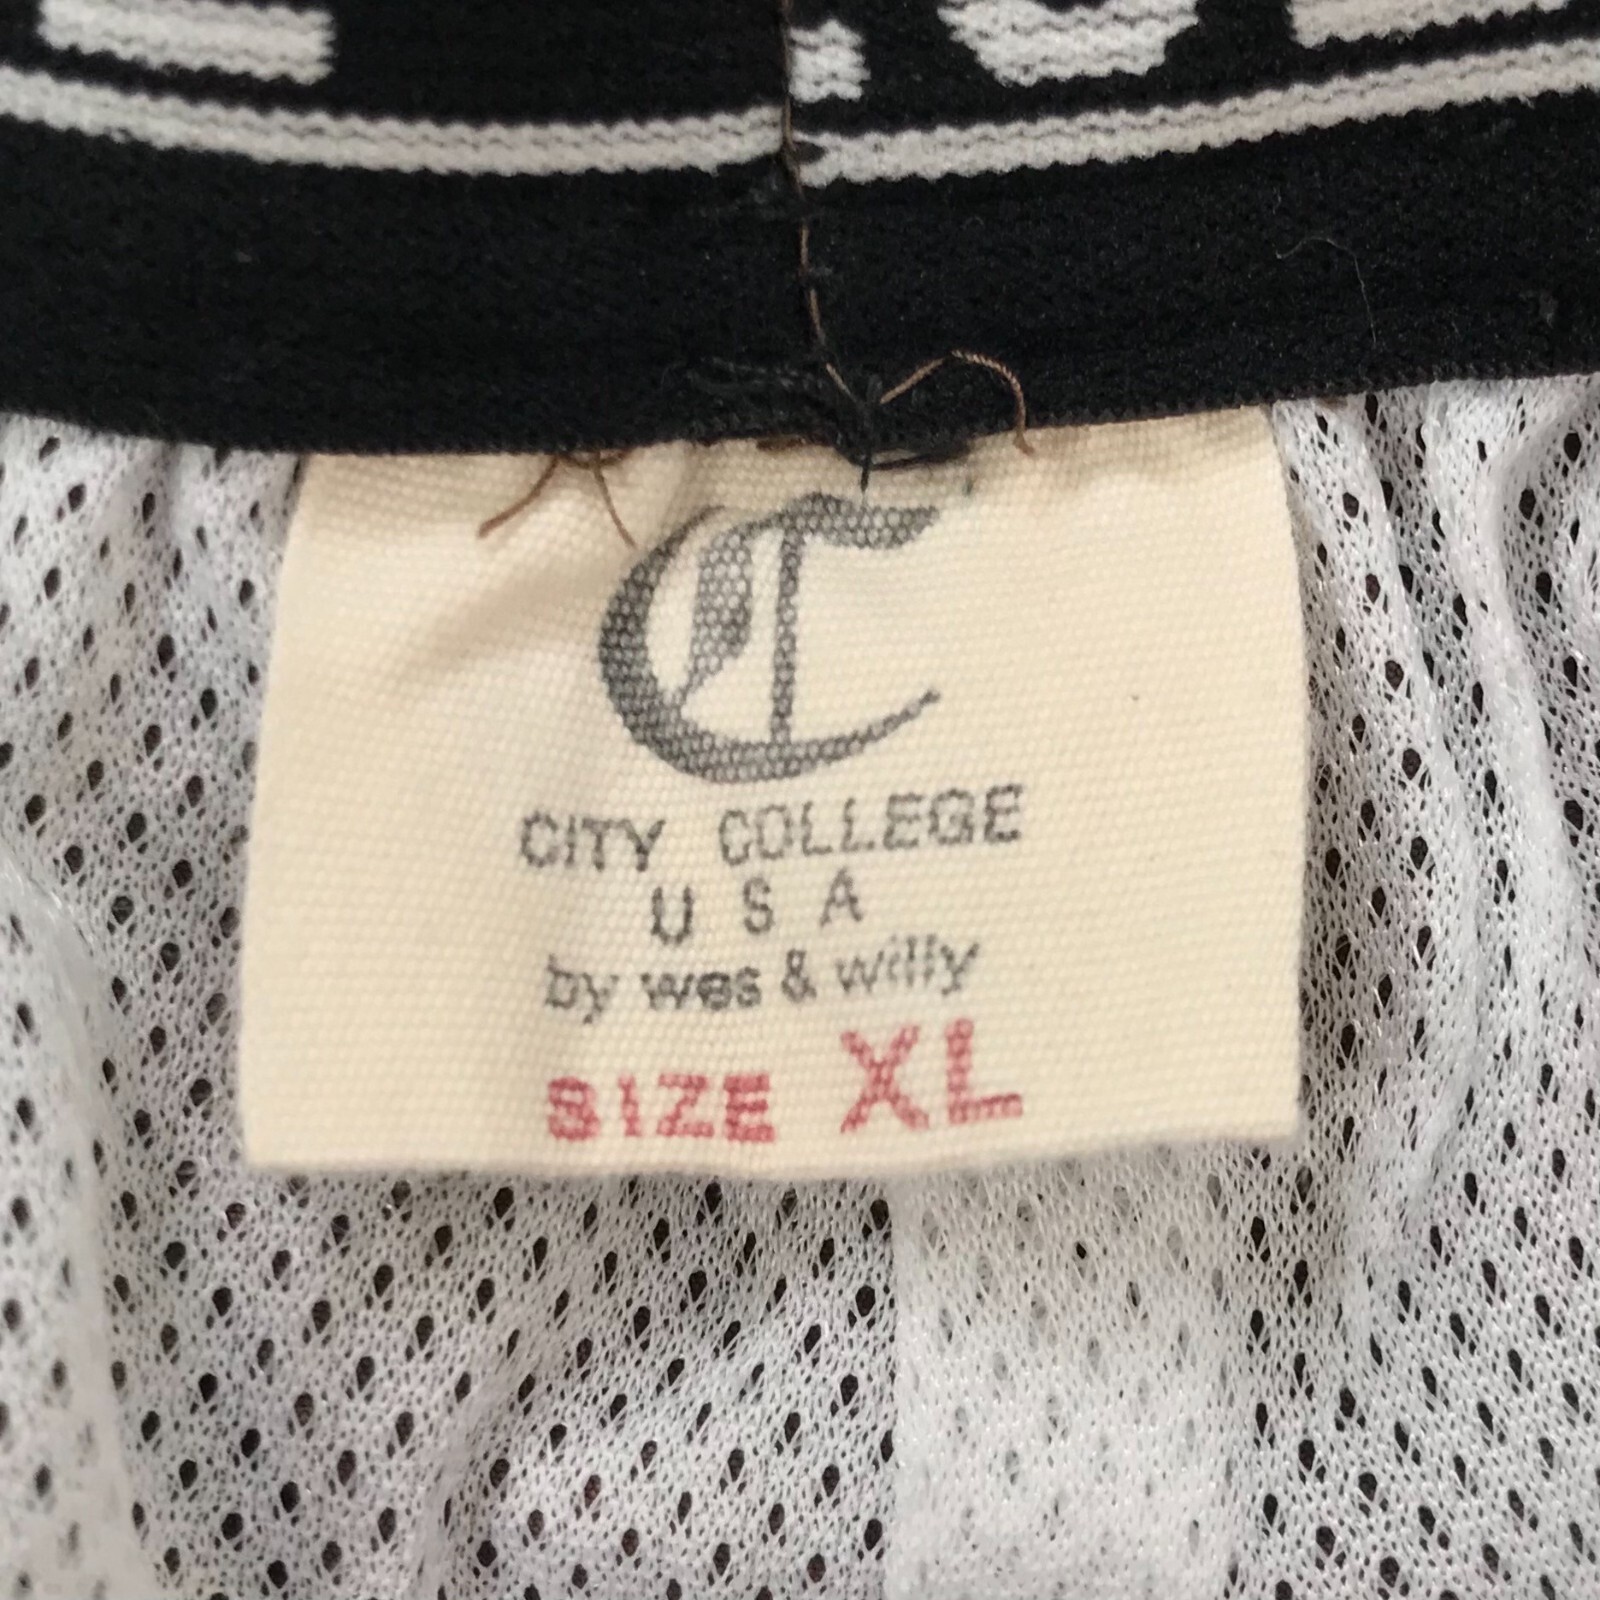 C
CITY COLLEGE
U S A
by wes & willy
SIZE XL